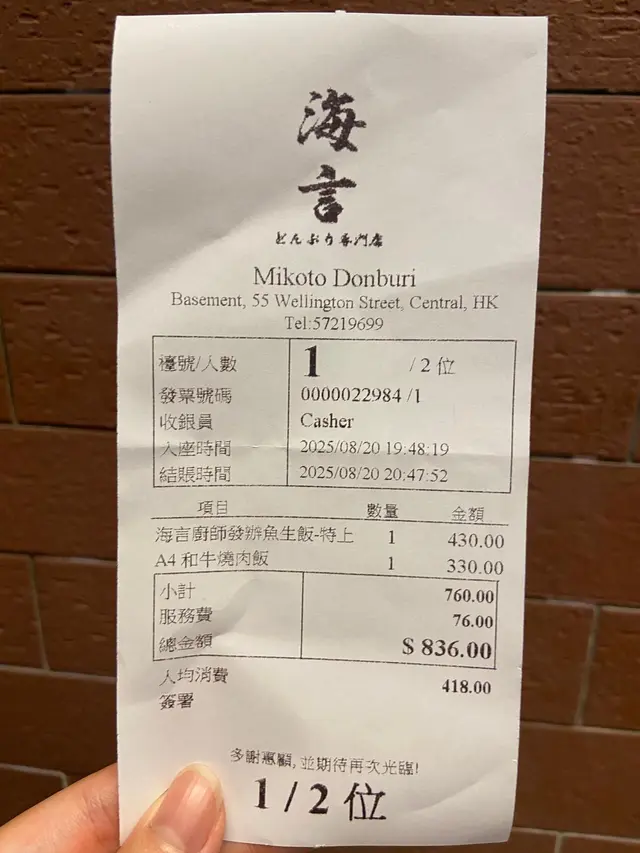 海
言
どんぶり専門店
Mikoto Donburi
Basement, 55 Wellington Street, Central, HK
Tel:57219699
檯號/人數 1 / 2 位
發票號碼 0000022984 /1
收銀員 Casher
入座時間 2025/08/20 19:48:19
結賬時間 2025/08/20 20:47:52
項目 數量 金額
海言廚師發辦魚生飯-特上 1 430.00
A4 和牛燒肉飯 1 330.00
小計 760.00
服務費 76.00
總金額 $ 836.00
人均消費 418.00
簽署
多謝惠顧, 並期待再次光臨!
1 / 2 位